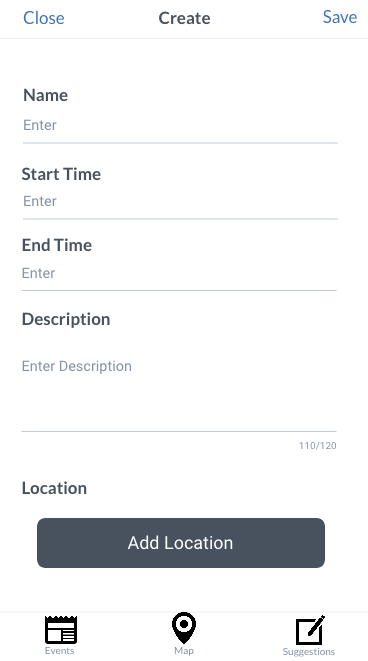 Close Create Save
Name
Enter
Start Time
Enter
End Time
Enter
Description
Enter Description
110/120
Location
Add Location
Events Map Suggestions